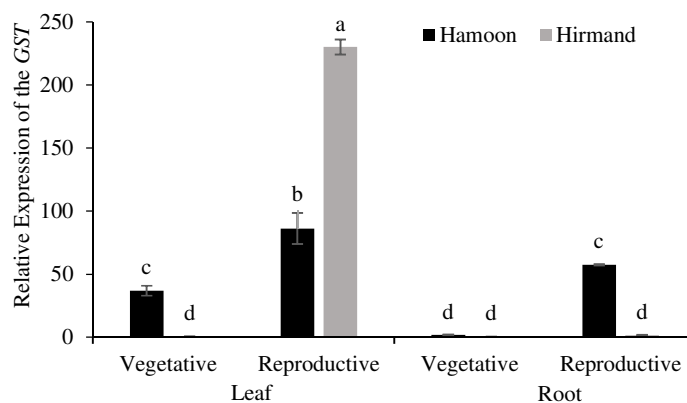 Relative Expression of the GST
250
200
150
100
50
0
Hamoon Hirmand
a
b
c
c
d
d d
d
Vegetative Reproductive Vegetative Reproductive
Leaf Root